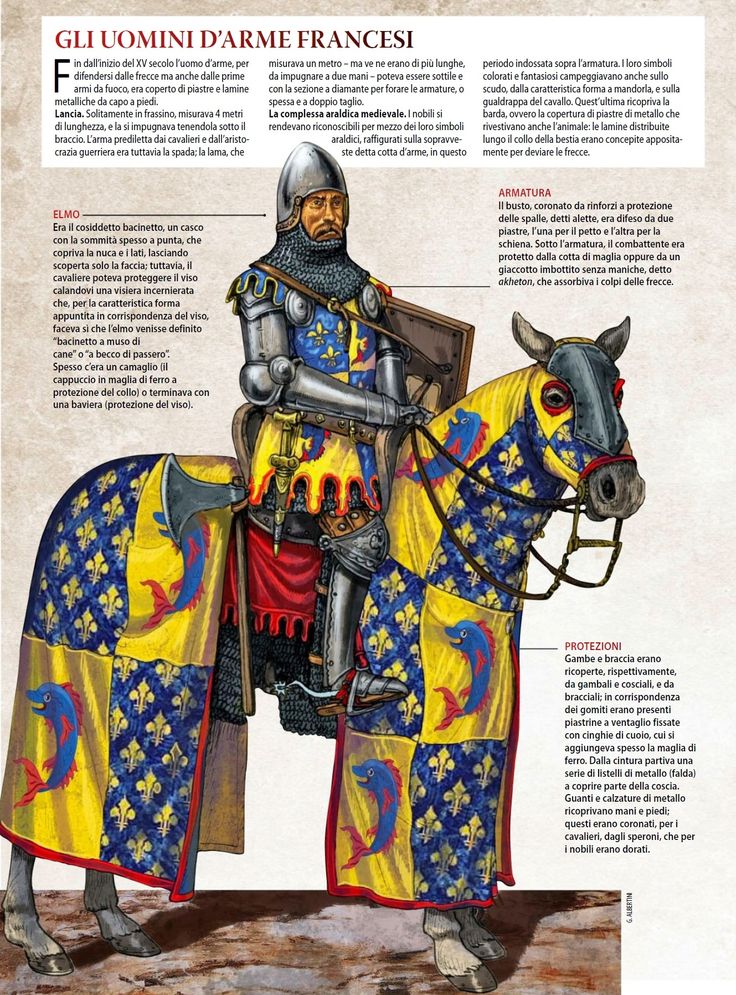 GLI UOMINI D'ARME FRANCESI
Fin dall'inizio del XV secolo l'uomo d'arme, per
difendersi dalle frecce ma anche dalle prime
armi da fuoco, era coperto di piastre e lamine
metalliche da capo a piedi.
Lancia. Solitamente in frassino, misurava 4 metri
di lunghezza, e la si impugnava tenendola sotto il
braccio. L'arma prediletta dai cavalieri e dall'aristo-
crazia guerriera era tuttavia la spada; la lama, che
misurava un metro – ma ve ne erano di più lunghe,
da impugnare a due mani – poteva essere sottile e
con la sezione a diamante per forare le armature, o
spessa e a doppio taglio.
La complessa araldica medievale. I nobili si
rendevano riconoscibili per mezzo dei loro simboli
araldici, raffigurati sulla sopravve-
ste detta cotta d'arme, in questo
periodo indossata sopra l'armatura. I loro simboli
colorati e fantasiosi campeggiavano anche sullo
scudo, dalla caratteristica forma a mandorla, e sulla
gualdrappa del cavallo. Quest'ultima ricopriva la
barda, ovvero la copertura di piastre di metallo che
rivestivano anche l'animale: le lamine distribuite
lungo il collo della bestia erano concepite apposita-
mente per deviare le frecce.
ELMO
Era il cosiddetto bacinetto, un casco
con la sommità spesso a punta, che
copriva la nuca e i lati, lasciando
scoperta solo la faccia; tuttavia, il
cavaliere poteva proteggere il viso
calandovi una visiera incernierata
che, per la caratteristica forma
appuntita in corrispondenza del viso,
faceva sì che l'elmo venisse definito
"bacinetto a muso di
cane" o "a becco di passero".
Spesso c'era un camaglio (il
cappuccio in maglia di ferro a
protezione del collo) o terminava con
una baviera (protezione del viso).
ARMATURA
Il busto, coronato da rinforzi a protezione
delle spalle, detti alette, era difeso da due
piastre, l'una per il petto e l'altra per la
schiena. Sotto l'armatura, il combattente era
protetto dalla cotta di maglia oppure da un
giaccotto imbottito senza maniche, detto
akheton, che assorbiva i colpi delle frecce.
PROTEZIONI
Gambe e braccia erano
ricoperte, rispettivamente,
da gambali e cosciali, e da
bracciali; in corrispondenza
dei gomiti erano presenti
piastrine a ventaglio fissate
con cinghie di cuoio, cui si
aggiungeva spesso la maglia di
ferro. Dalla cintura partiva una
serie di listelli di metallo (falda)
a coprire parte della coscia.
Guanti e calzature di metallo
ricoprivano mani e piedi;
questi erano coronati, per i
cavalieri, dagli speroni, che per
i nobili erano dorati.
G. ALBERTINI